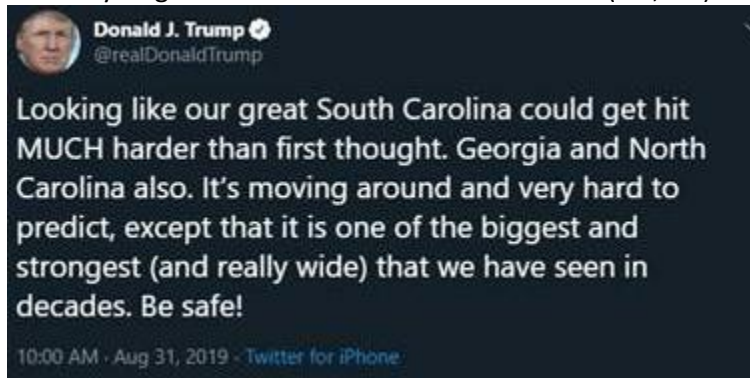 Donald J. Trump
@realDonaldTrump
Looking like our great South Carolina could get hit
MUCH harder than first thought. Georgia and North
Carolina also. It's moving around and very hard to
predict, except that it is one of the biggest and
strongest (and really wide) that we have seen in
decades. Be safe!
10:00 AM · Aug 31, 2019 · Twitter for iPhone